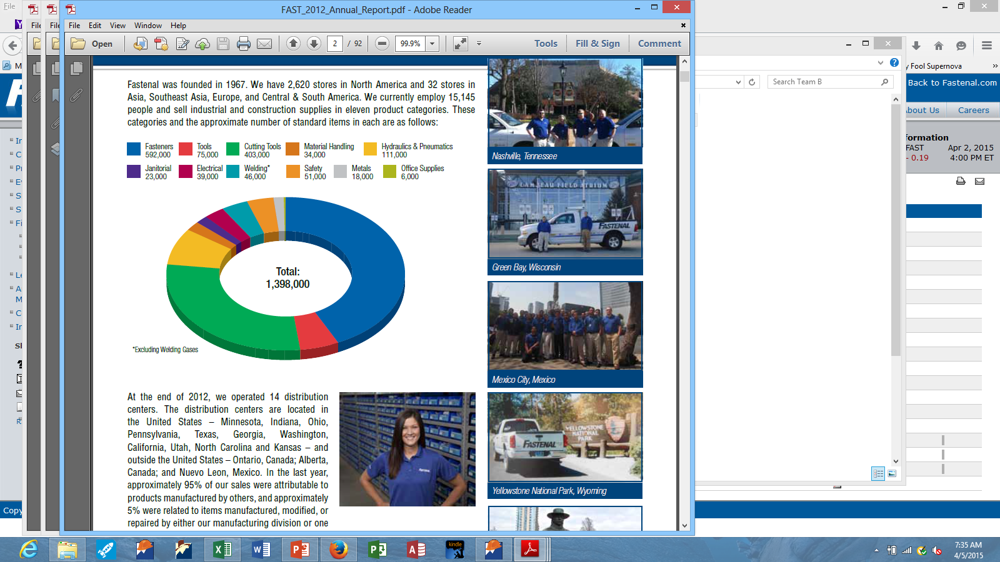 File
FAST_2012_Annual_Report.pdf - Adobe Reader
File Edit View Window Help
Open
2 / 92
99.9%
Tools
Fill & Sign
Comment
Fastenal was founded in 1967. We have 2,620 stores in North America and 32 stores in
Asia, Southeast Asia, Europe, and Central & South America. We currently employ 15,145
people and sell industrial and construction supplies in eleven product categories. These
categories and the approximate number of standard items in each are as follows:
Fasteners
592,000
Tools
75,000
Cutting Tools
403,000
Material Handling
34,000
Hydraulics & Pneumatics
111,000
Janitorial
23,000
Electrical
39,000
Welding*
46,000
Safety
51,000
Metals
18,000
Office Supplies
6,000
Total:
1,398,000
*Excluding Welding Gases
At the end of 2012, we operated 14 distribution
centers. The distribution centers are located in
the United States – Minnesota, Indiana, Ohio,
Pennsylvania, Texas, Georgia, Washington,
California, Utah, North Carolina and Kansas – and
outside the United States – Ontario, Canada; Alberta,
Canada; and Nuevo Leon, Mexico. In the last year,
approximately 95% of our sales were attributable to
products manufactured by others, and approximately
5% were related to items manufactured, modified, or
repaired by either our manufacturing division or one
Nashville, Tennessee
LAMBEAU FIELD ATRIUM
FASTENAL
Green Bay, Wisconsin
Mexico City, Mexico
YELLOWSTONE
NATIONAL
PARK
FASTENAL
Yellowstone National Park, Wyoming
Search Team B
y Fool Supernova
Back to Fastenal.com
About Us
Careers
formation
FAST Apr 2, 2015
- 0.19 4:00 PM ET
Copy
kindle
7:35 AM
4/5/2015